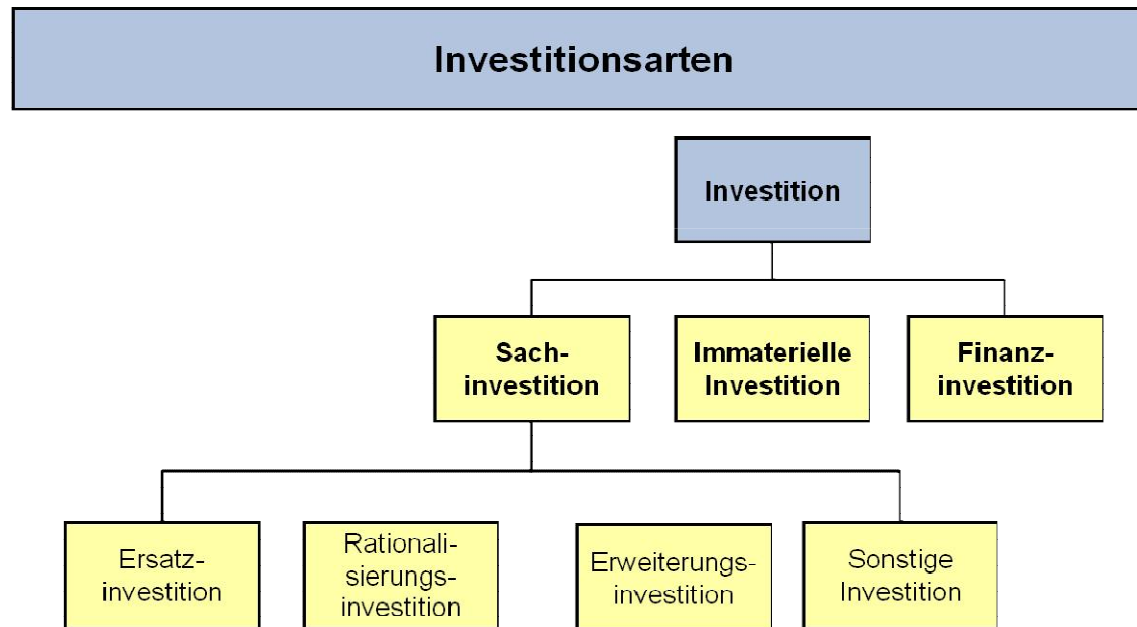 Investitionsarten
Investition
Sach-
investition
Immaterielle
Investition
Finanz-
investition
Ersatz-
investition
Rationali-
sierungs-
investition
Erweiterungs-
investition
Sonstige
Investition